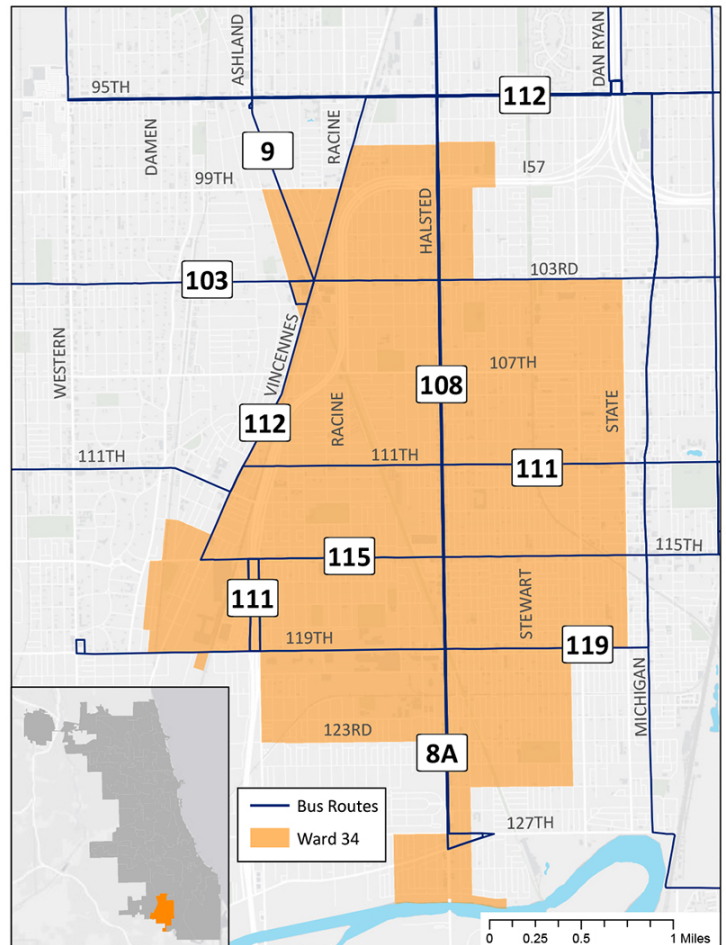 ASHLAND
DAN RYAN
95TH
112
DAMEN
9
RACINE
I57
99TH
HALSTED
103RD
103
WESTERN
VINCENNES
107TH
108
STATE
112
RACINE
111TH
111TH
111
115TH
115
111
STEWART
119TH
119
MICHIGAN
123RD
8A
Bus Routes
127TH
Ward 34
0 0.25 0.5 1 Miles